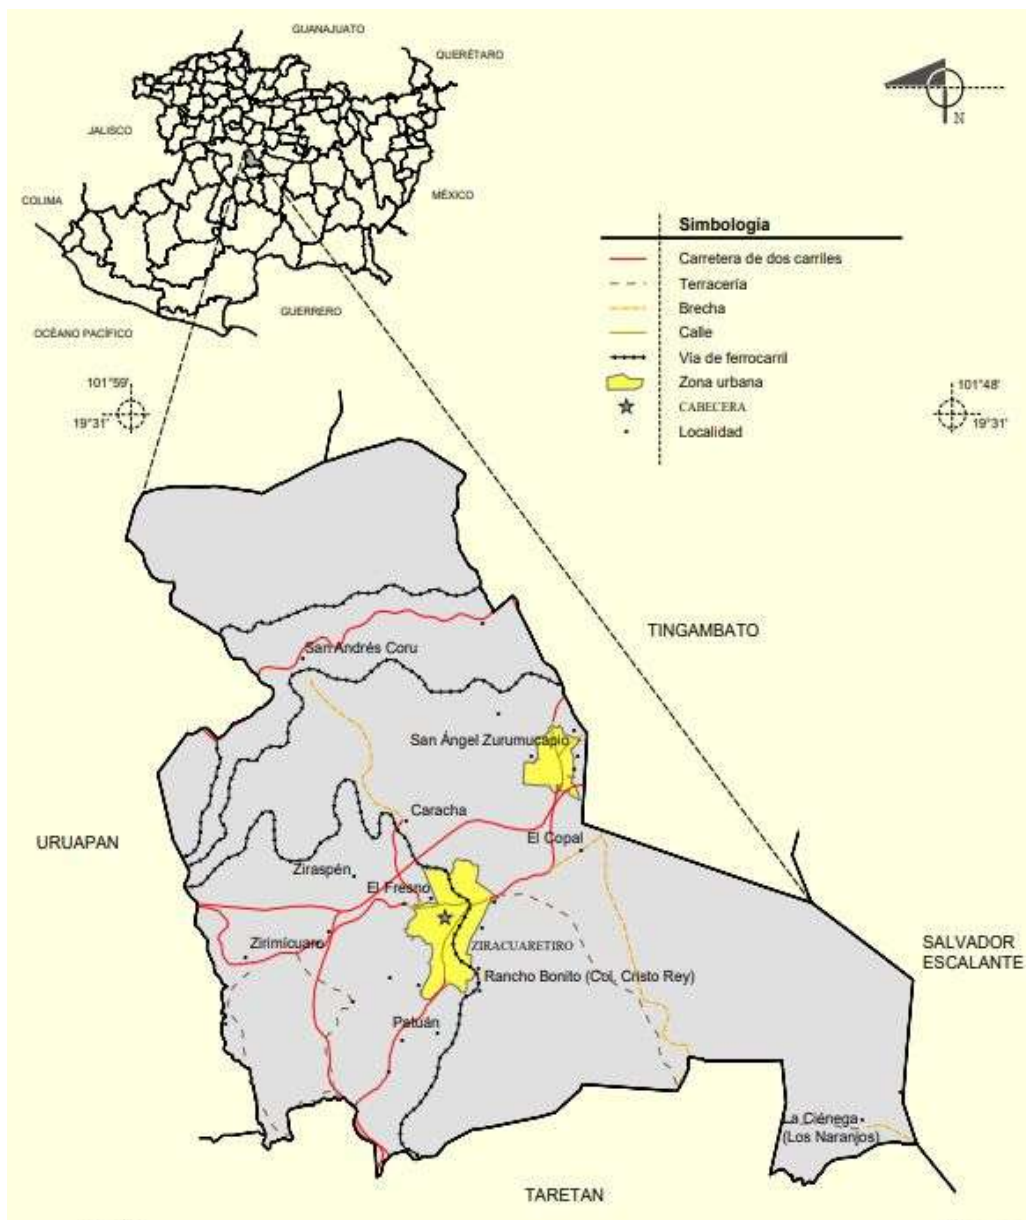 GUANAJUATO
QUERÉTARO
JALISCO
COLIMA
MÉXICO
GUERRERO
OCÉANO PACÍFICO
N
Simbología
Carretera de dos carriles
Terracería
Brecha
Calle
Vía de ferrocarril
Zona urbana
CABECERA
Localidad
101°59'
19°31'
101°48'
19°31'
TINGAMBATO
San Andrés Coru
San Ángel Zurumucapio
Caracha
URUAPAN
El Copal
Ziraspén
El Fresno
Zirimícuaro
ZIRACUARETIRO
SALVADOR
ESCALANTE
Rancho Bonito (Col. Cristo Rey)
Patuán
La Ciénega
(Los Naranjos)
TARETAN